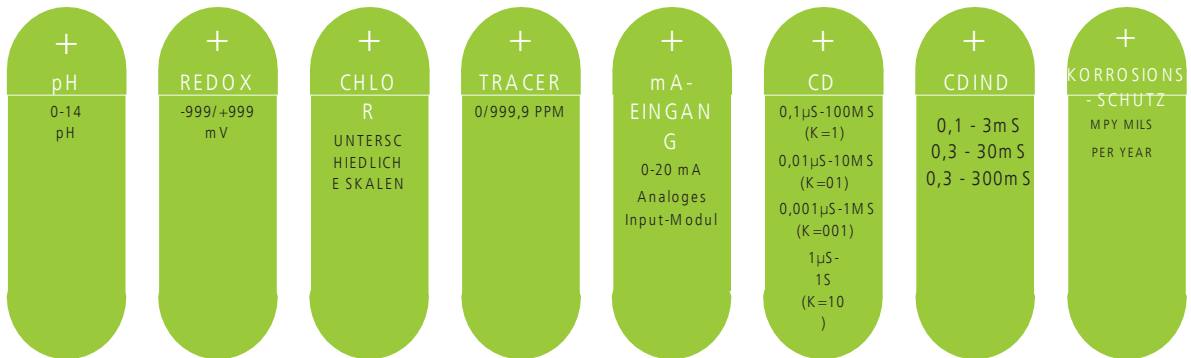 +
pH
0-14
pH
+
REDOX
-999/+999
mV
+
CHLO
R
UNTERSC
HIEDLICH
E SKALEN
+
TRACER
0/999,9 PPM
+
mA-
EINGAN
G
0-20 mA
Analoges
Input-Modul
+
CD
0,1µS-100MS
(K=1)
0,01µS-10MS
(K=01)
0,001µS-1MS
(K=001)
1µS-
1S
(K=10
)
+
CDIND
0,1 - 3mS
0,3 - 30mS
0,3 - 300mS
+
KORROSIONS
- SCHUTZ
MPY MILS
PER YEAR